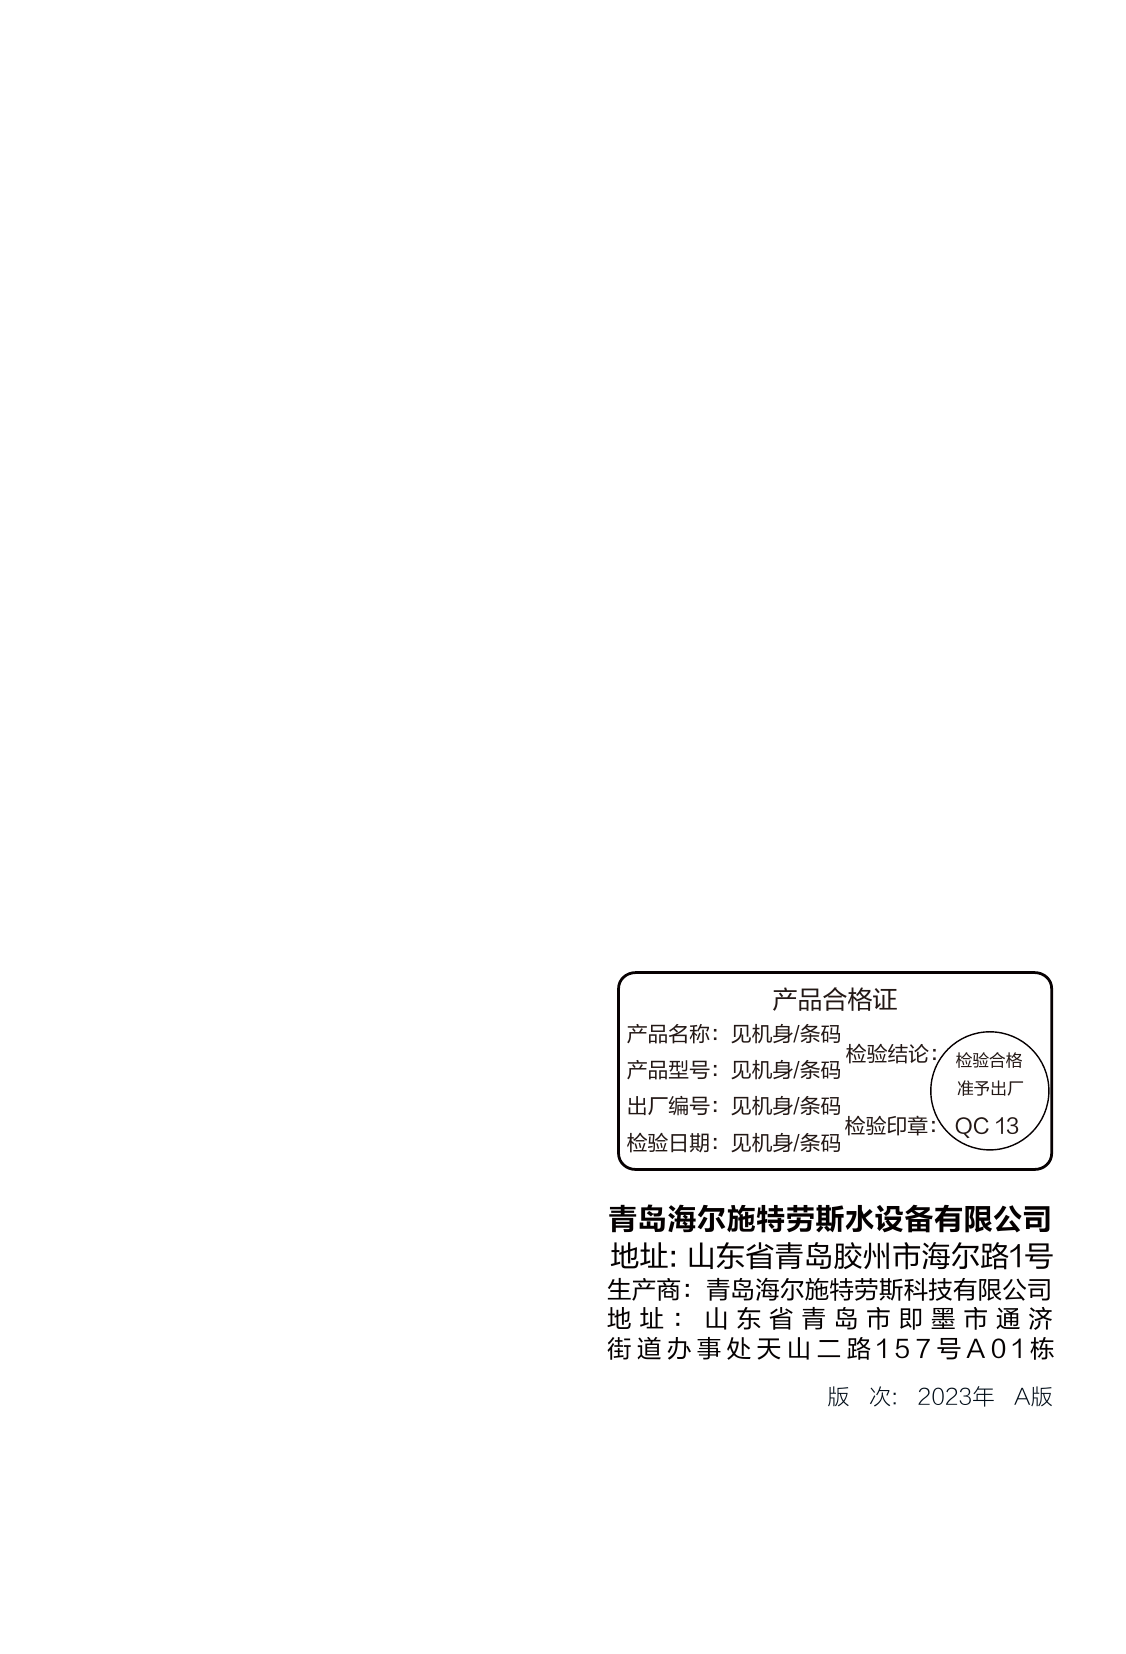 产品合格证
产品名称：见机身/条码
产品型号：见机身/条码
出厂编号：见机身/条码
检验日期：见机身/条码
检验结论：
检验合格
准予出厂
检验印章：
QC 13
青岛海尔施特劳斯水设备有限公司
地址: 山东省青岛胶州市海尔路1号
生产商：青岛海尔施特劳斯科技有限公司
地址：山东省青岛市即墨市通济
街道办事处天山二路157号A01栋
版 次: 2023年 A版